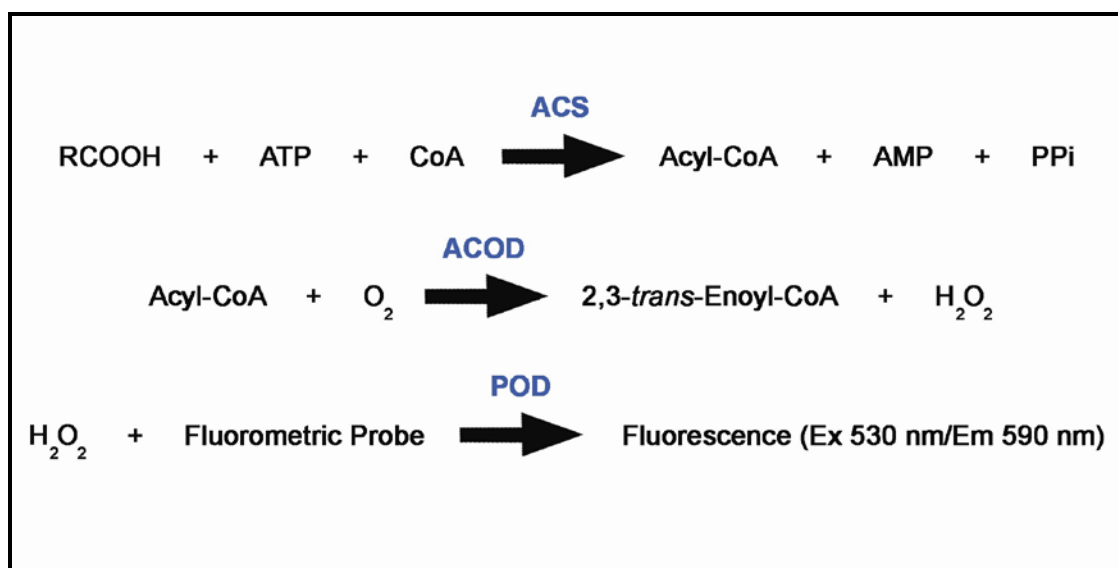 ACS
RCOOH + ATP + CoA Acyl-CoA + AMP + PPi
ACOD
Acyl-CoA + O₂ 2,3-trans-Enoyl-CoA + H₂O₂
POD
H₂O₂ + Fluorometric Probe Fluorescence (Ex 530 nm/Em 590 nm)